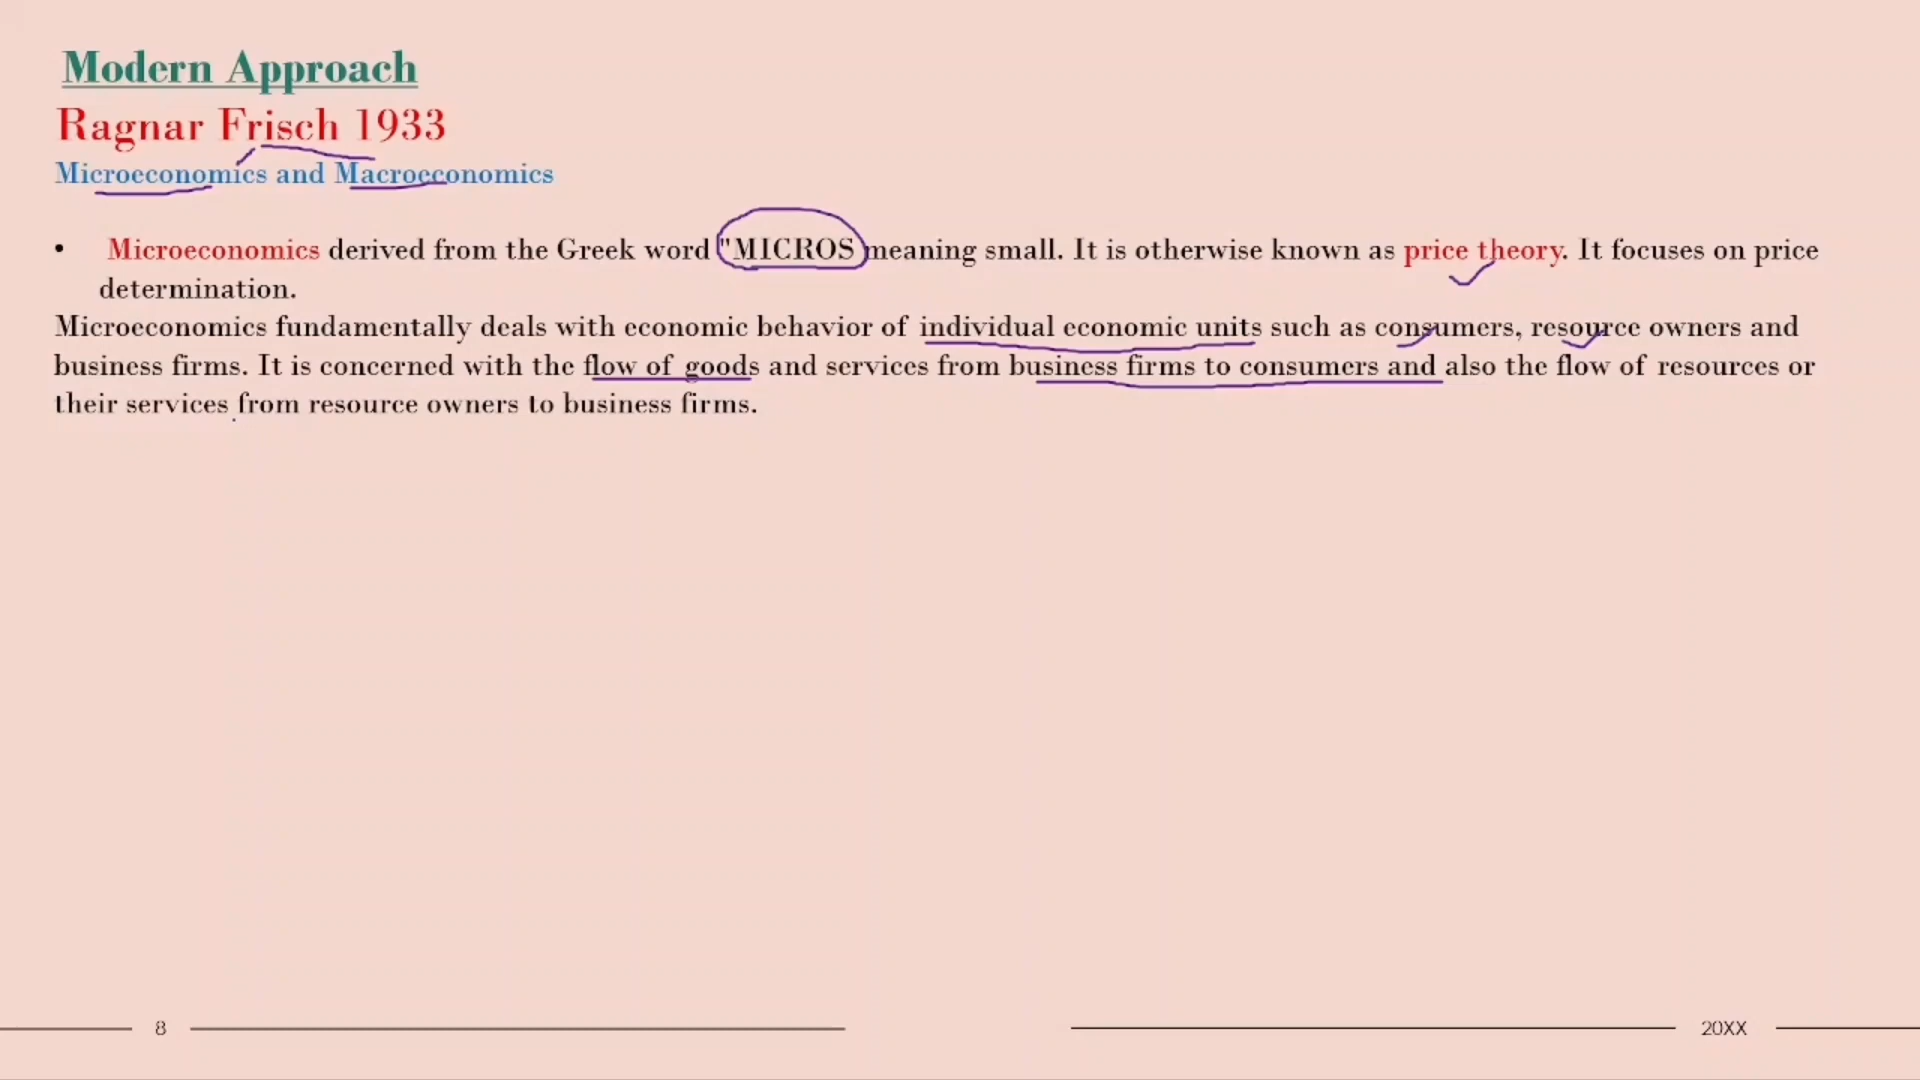 Modern Approach
Ragnar Frisch 1933
Microeconomics and Macroeconomics
• Microeconomics derived from the Greek word "MICROS meaning small. It is otherwise known as price theory. It focuses on price
determination.
Microeconomics fundamentally deals with economic behavior of individual economic units such as consumers, resource owners and
business firms. It is concerned with the flow of goods and services from business firms to consumers and also the flow of resources or
their services from resource owners to business firms.
8
20XX